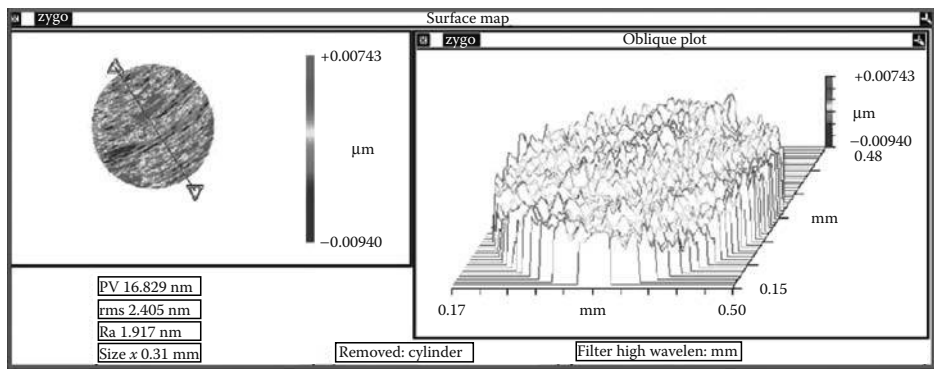 zygo
Surface map
+0.00743
µm
−0.00940
zygo
Oblique plot
+0.00743
µm
−0.00940
0.48
mm
0.15
0.17
mm
0.50
PV 16.829 nm
rms 2.405 nm
Ra 1.917 nm
Size x 0.31 mm
Removed: cylinder
Filter high wavelen: mm